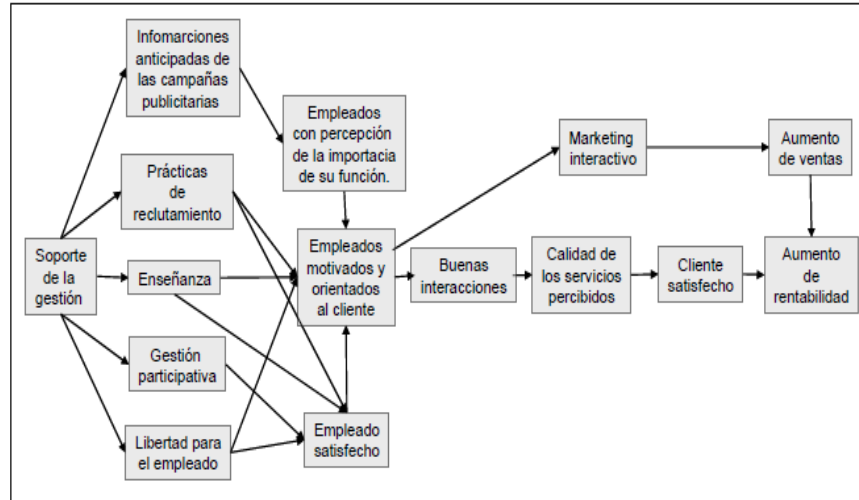 Infomarciones
anticipadas de
las campañas
publicitarias
Empleados
con percepción
de la importacia
de su función.
Marketing
interactivo
Aumento
de ventas
Prácticas
de
reclutamiento
Soporte
de la
gestión
Enseñanza
Empleados
motivados y
orientados
al cliente
Buenas
interacciones
Calidad de
los servicios
percibidos
Cliente
satisfecho
Aumento
de
rentabilidad
Gestión
participativa
Libertad para
el empleado
Empleado
satisfecho